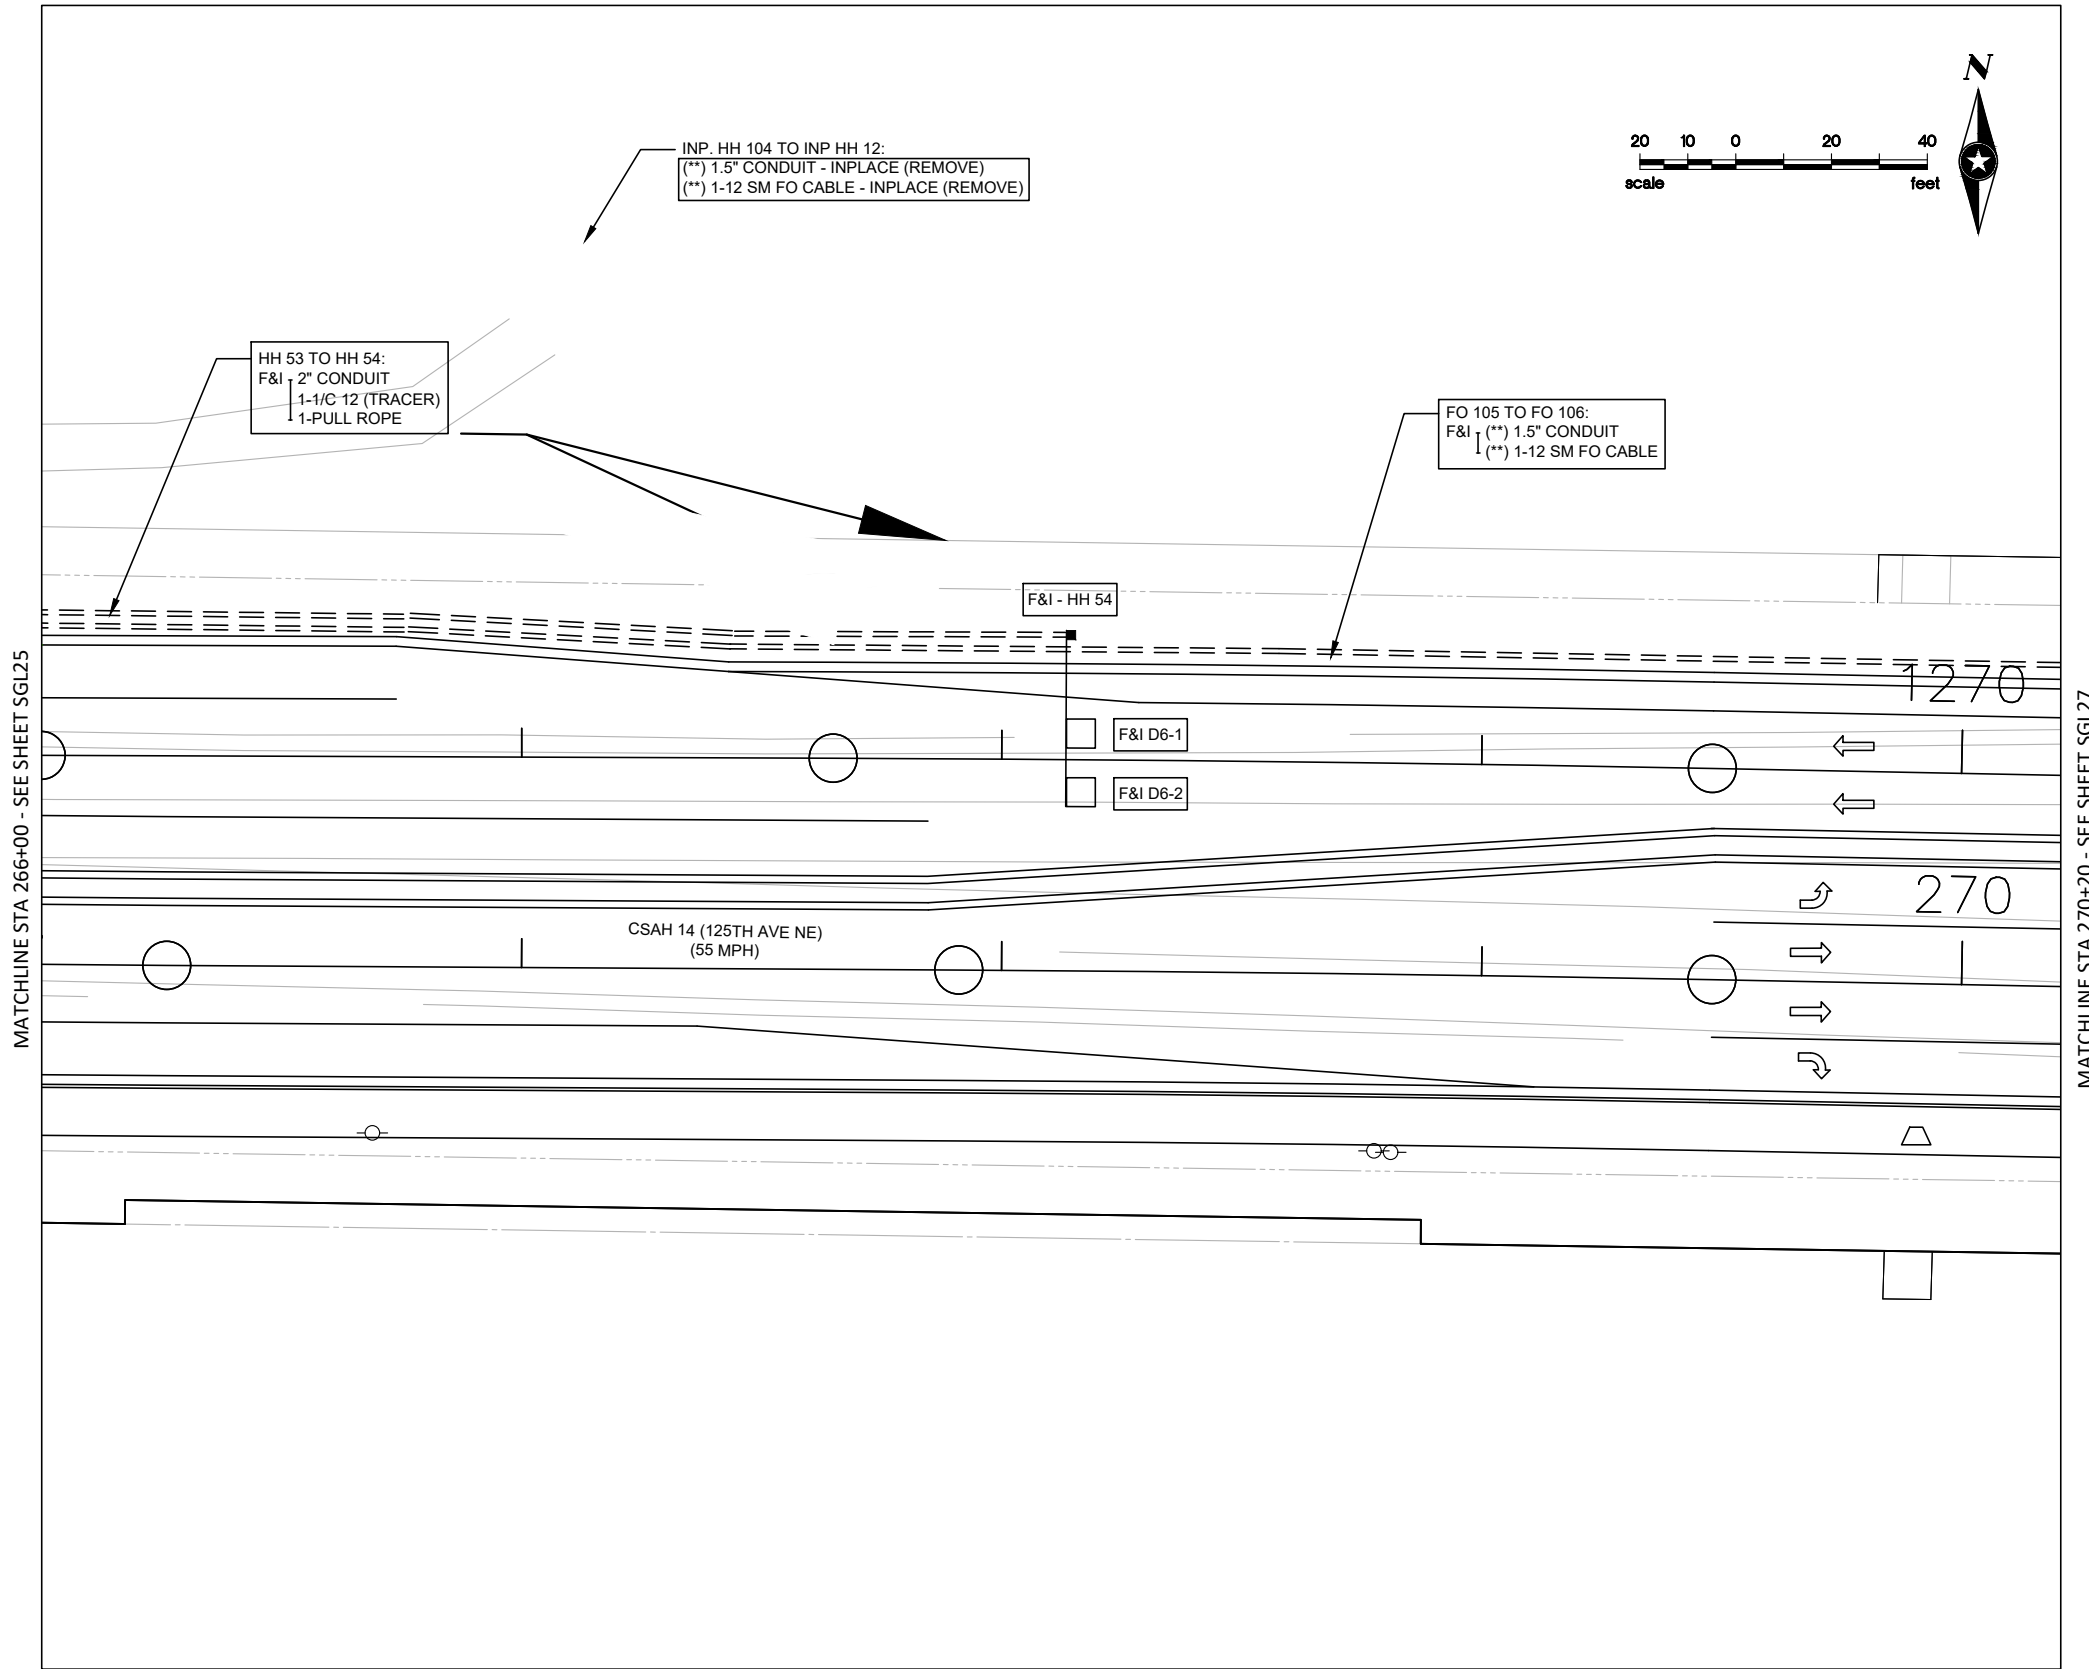 N
20 10 0 20 40
scale feet
INP. HH 104 TO INP HH 12:
(**) 1.5" CONDUIT - INPLACE (REMOVE)
(**) 1-12 SM FO CABLE - INPLACE (REMOVE)
HH 53 TO HH 54:
F&I 2" CONDUIT
1-1/C 12 (TRACER)
1-PULL ROPE
FO 105 TO FO 106:
F&I (**) 1.5" CONDUIT
(**) 1-12 SM FO CABLE
F&I - HH 54
1270
F&I D6-1
F&I D6-2
270
CSAH 14 (125TH AVE NE)
(55 MPH)
MATCHLINE STA 266+00 - SEE SHEET SGL25
MATCHLINE STA 270+20 - SEE SHEET SGL27